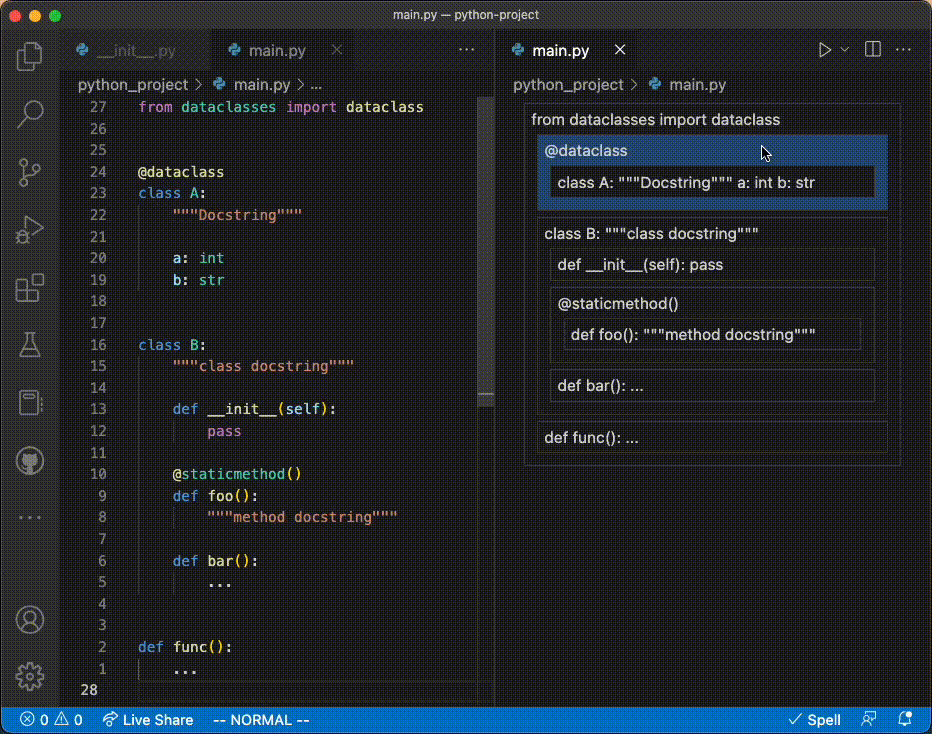 main.py — python-project
__init__.py
main.py
main.py
python_project > main.py > ...
python_project > main.py
27 from dataclasses import dataclass
26
25
24 @dataclass
23 class A:
22 """Docstring"""
21
20 a: int
19 b: str
18
17
16 class B:
15 """class docstring"""
14
13 def __init__(self):
12 pass
11
10 @staticmethod()
9 def foo():
8 """method docstring"""
7
6 def bar():
5 ...
4
3
2 def func():
1 ...
28
from dataclasses import dataclass
@dataclass
class A: """Docstring""" a: int b: str
class B: """class docstring"""
def __init__(self): pass
@staticmethod()
def foo(): """method docstring"""
def bar(): ...
def func(): ...
0 0 Live Share -- NORMAL -- Spell